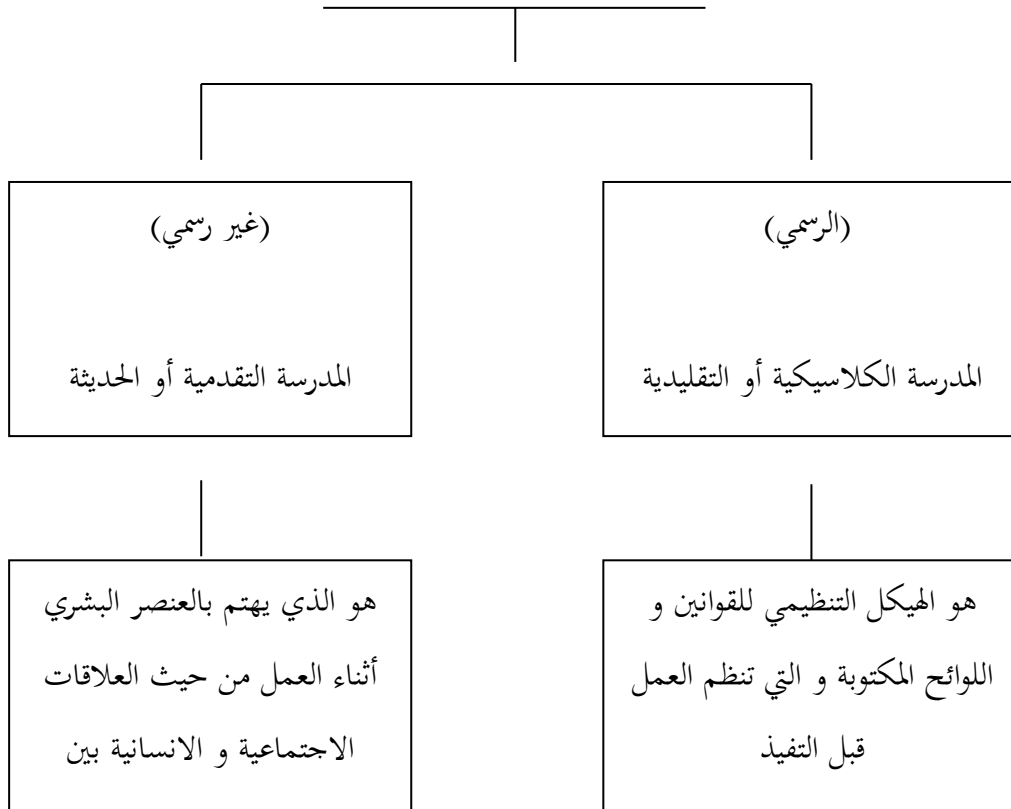 (الرسمي)
المدرسة الكلاسيكية أو التقليدية
(غير رسمي)
المدرسة التقدمية أو الحديثة
هو الهيكل التنظيمي للقوانين و
اللوائح المكتوبة و التي تنظم العمل
قبل التفيذ
هو الذي يهتم بالعنصر البشري
أثناء العمل من حيث العلاقات
الاجتماعية و الانسانية بين